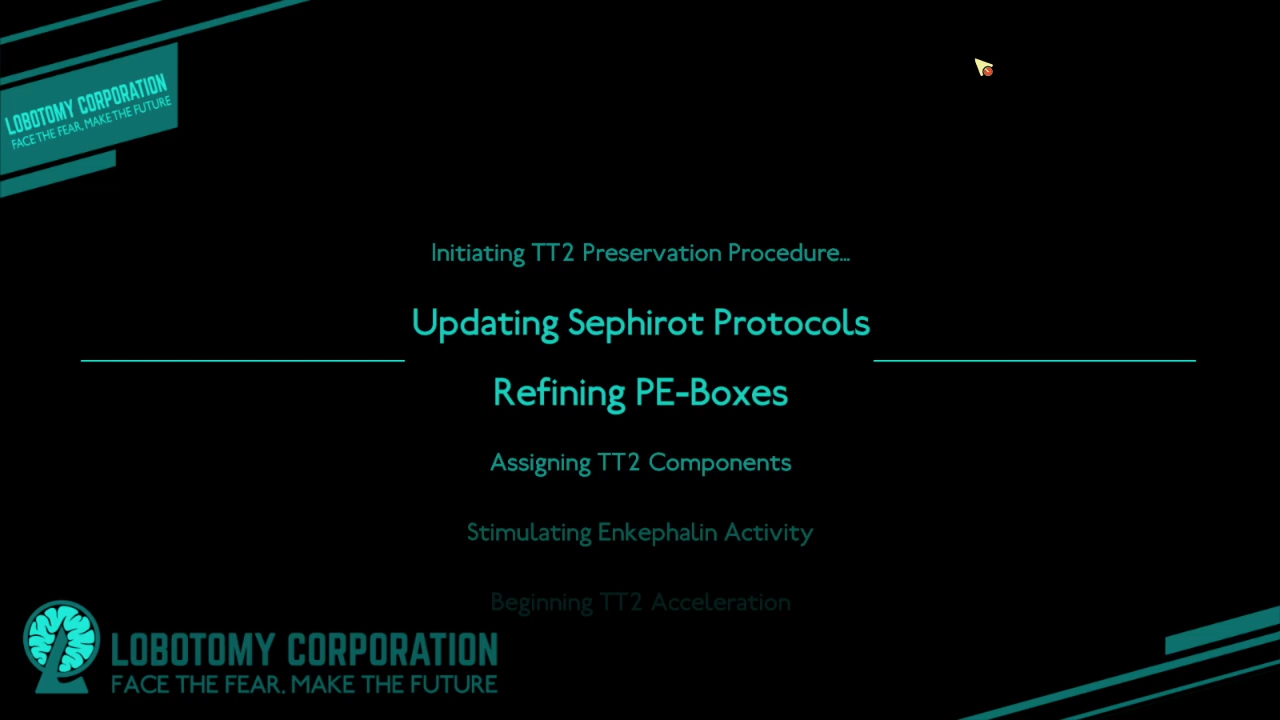 LOBOTOMY CORPORATION
FACE THE FEAR, MAKE THE FUTURE
Initiating TT2 Preservation Procedure...
Updating Sephirot Protocols
Refining PE-Boxes
Assigning TT2 Components
Stimulating Enkephalin Activity
Beginning TT2 Acceleration
LOBOTOMY CORPORATION
FACE THE FEAR, MAKE THE FUTURE